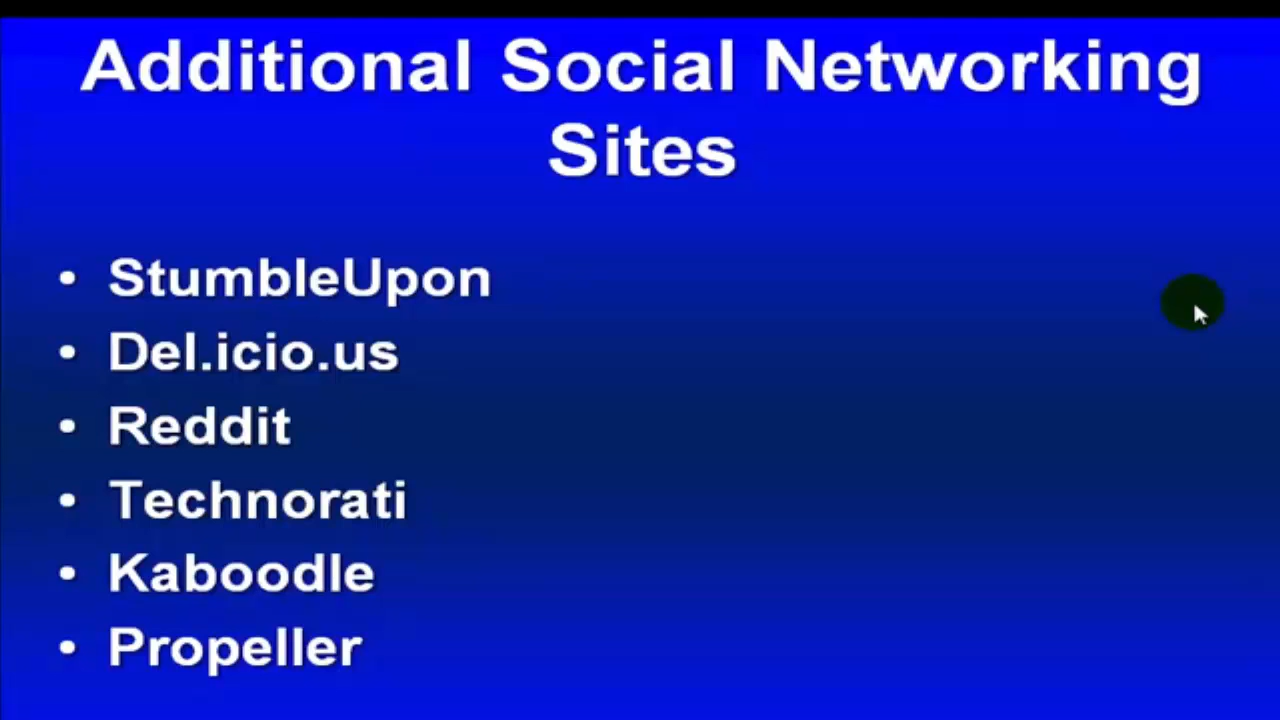 Additional Social Networking
Sites
• StumbleUpon
• Del.icio.us
• Reddit
• Technorati
• Kaboodle
• Propeller